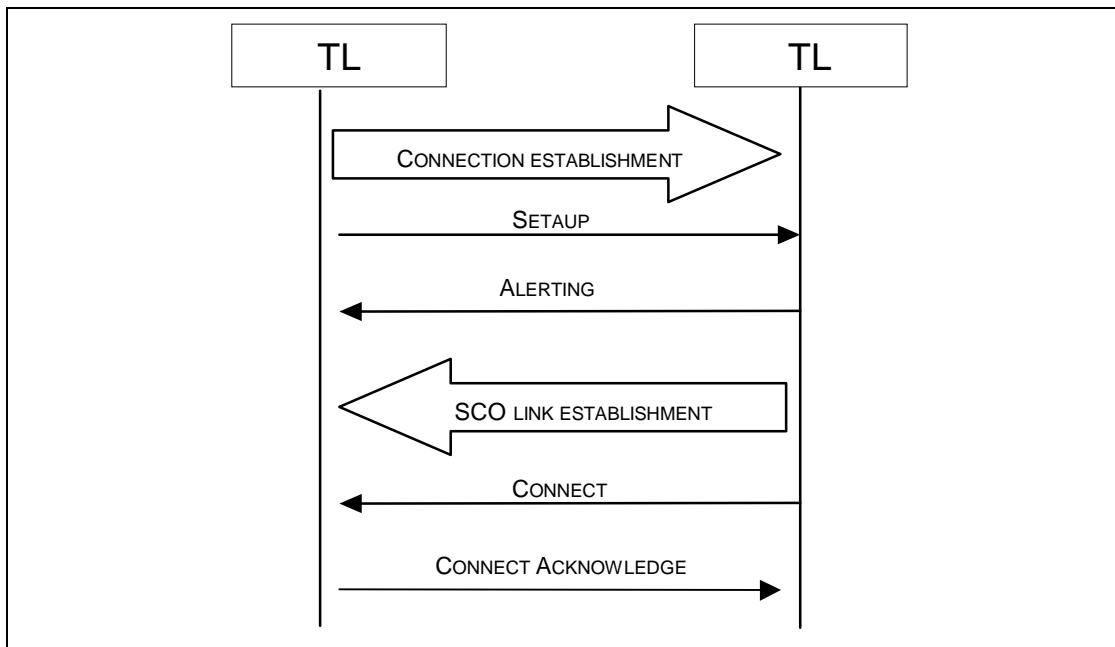 TL
TL
CONNECTION ESTABLISHMENT
SETAUP
ALERTING
SCO LINK ESTABLISHMENT
CONNECT
CONNECT ACKNOWLEDGE